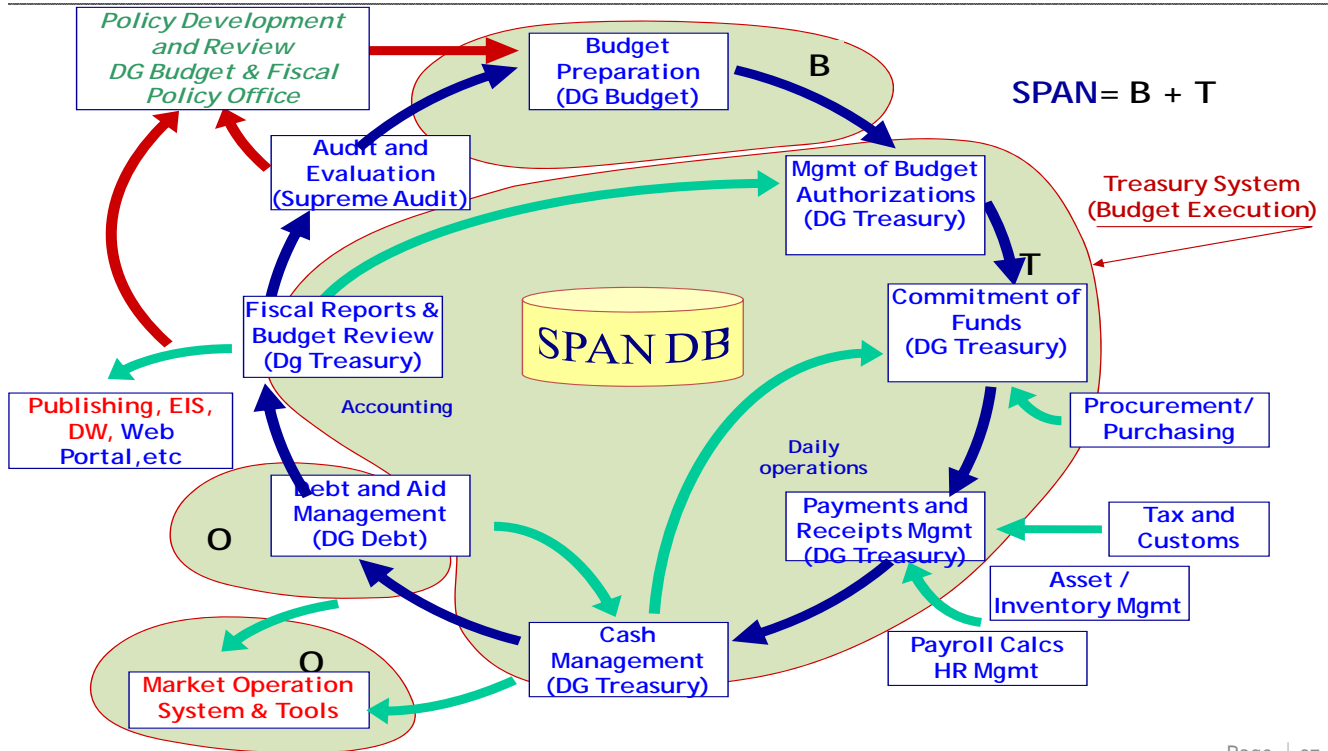 Policy Development
and Review
DG Budget & Fiscal
Policy Office
Budget
Preparation
(DG Budget)
B
SPAN= B + T
Audit and
Evaluation
(Supreme Audit)
Mgmt of Budget
Authorizations
(DG Treasury)
Treasury System
(Budget Execution)
T
Fiscal Reports &
Budget Review
(Dg Treasury)
SPAN DB
Commitment of
Funds
(DG Treasury)
Publishing, EIS,
DW, Web
Portal,etc
Accounting
Procurement/
Purchasing
Daily
operations
Debt and Aid
Management
(DG Debt)
O
Payments and
Receipts Mgmt
(DG Treasury)
Tax and
Customs
Asset /
Inventory Mgmt
Cash
Management
(DG Treasury)
Payroll Calcs
HR Mgmt
O
Market Operation
System & Tools